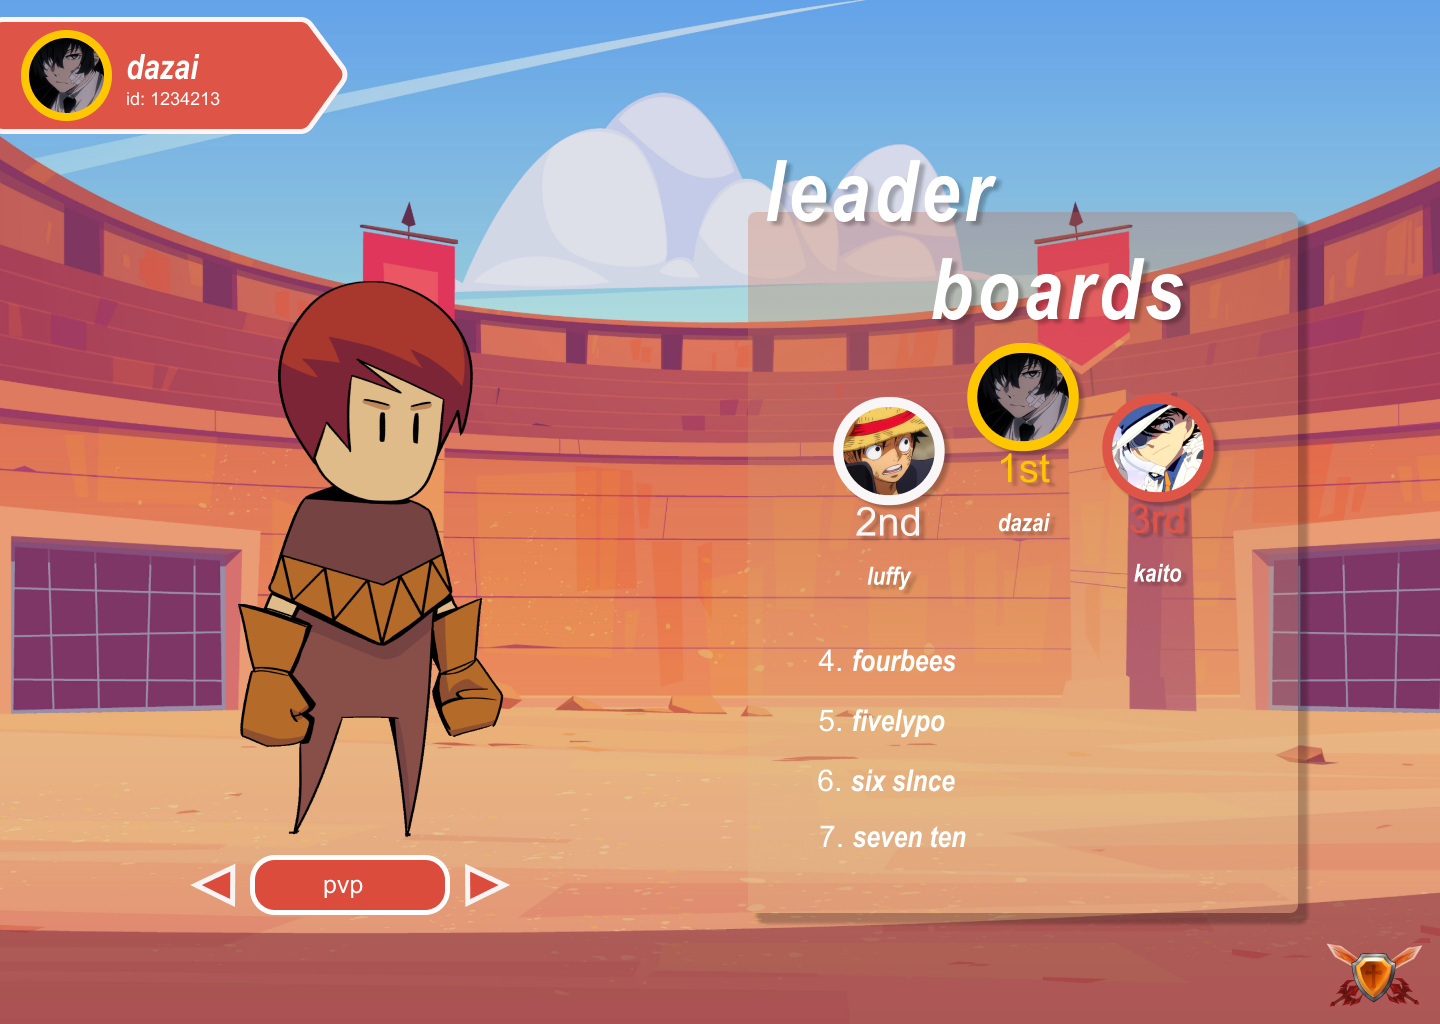 dazai
id: 1234213
leader
boards
1st
dazai
2nd
luffy
3rd
kaito
4. fourbees
5. fivelypo
6. six sInce
7. seven ten
pvp